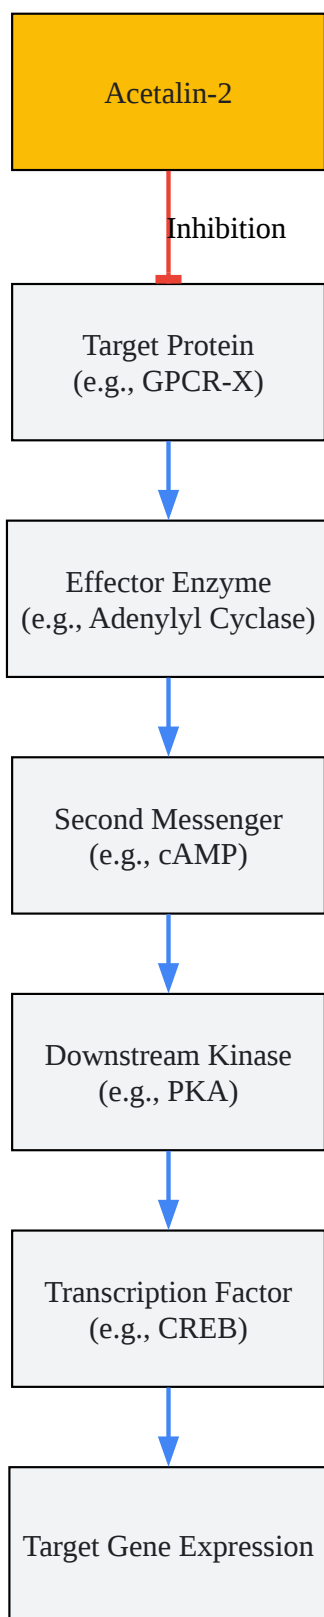 Acetalin-2
Inhibition
Target Protein
(e.g., GPCR-X)
Effector Enzyme
(e.g., Adenylyl Cyclase)
Second Messenger
(e.g., cAMP)
Downstream Kinase
(e.g., PKA)
Transcription Factor
(e.g., CREB)
Target Gene Expression